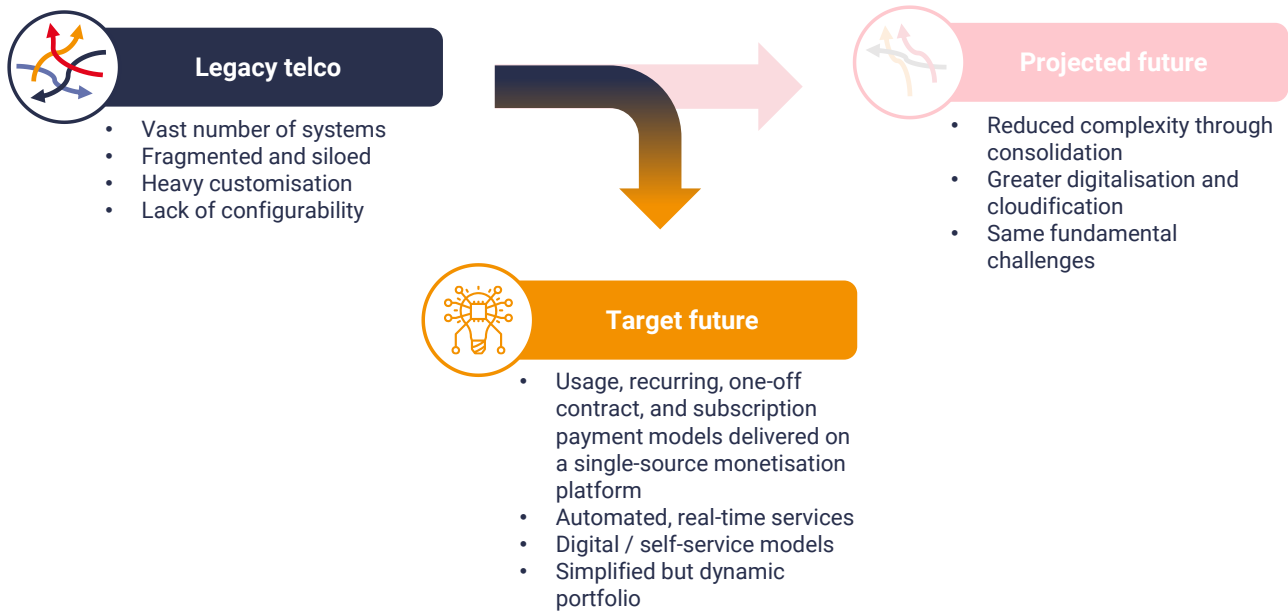 Legacy telco
• Vast number of systems
• Fragmented and siloed
• Heavy customisation
• Lack of configurability
Projected future
• Reduced complexity through
consolidation
• Greater digitalisation and
cloudification
• Same fundamental
challenges
Target future
• Usage, recurring, one-off
contract, and subscription
payment models delivered on
a single-source monetisation
platform
• Automated, real-time services
• Digital / self-service models
• Simplified but dynamic
portfolio